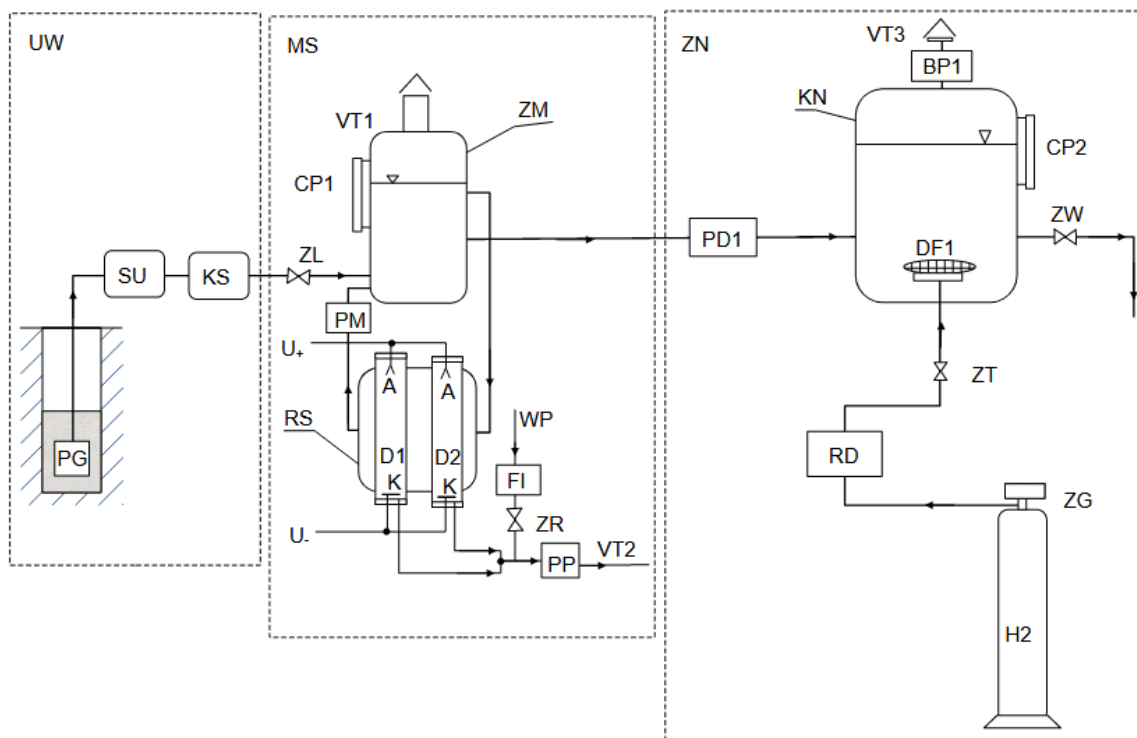 UW
MS
ZN
VT3
BP1
KN
CP2
VT1
ZM
CP1
ZL
SU
KS
PD1
DF1
ZW
PM
U+
A
A
ZT
RS
WP
D1
D2
K
K
FI
RD
PG
ZR
ZG
U-
PP
VT2
H2